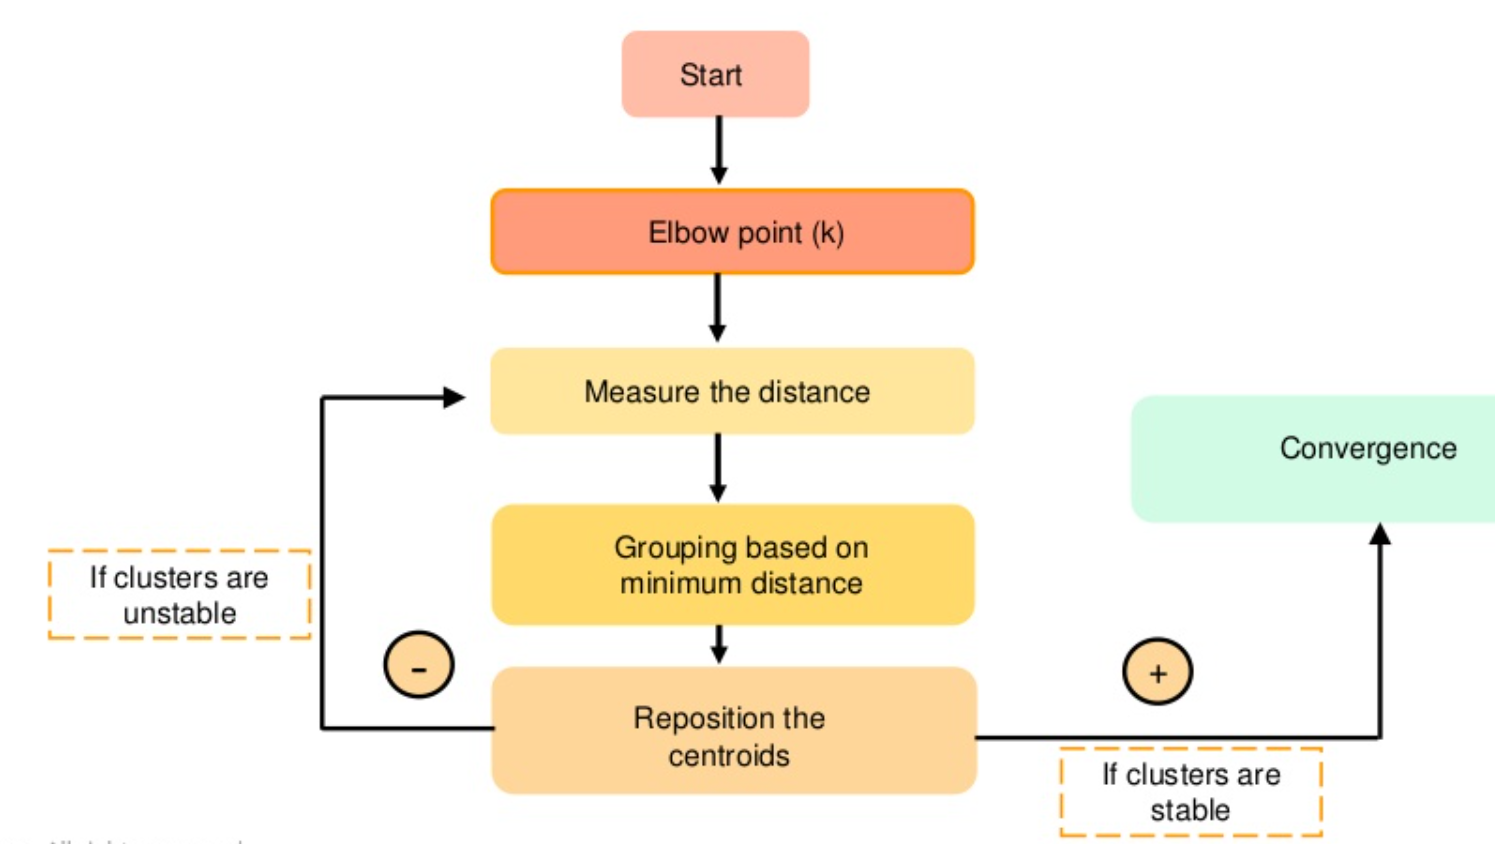 Start
Elbow point (k)
Measure the distance
Convergence
Grouping based on
minimum distance
If clusters are
unstable
-
+
Reposition the
centroids
If clusters are
stable